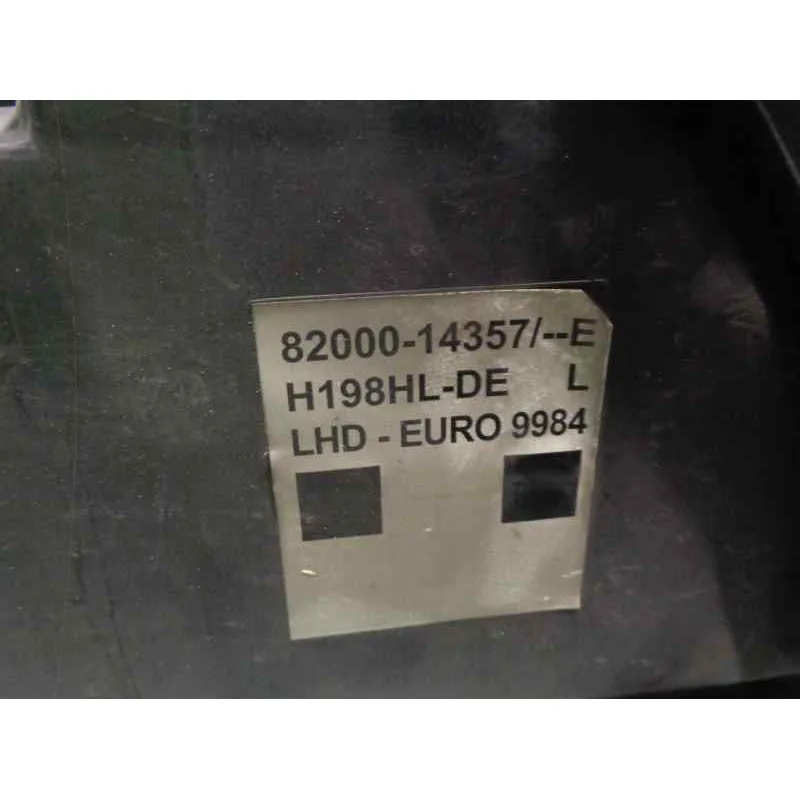 82000-14357/--E
H198HL-DE L
LHD - EURO 9984